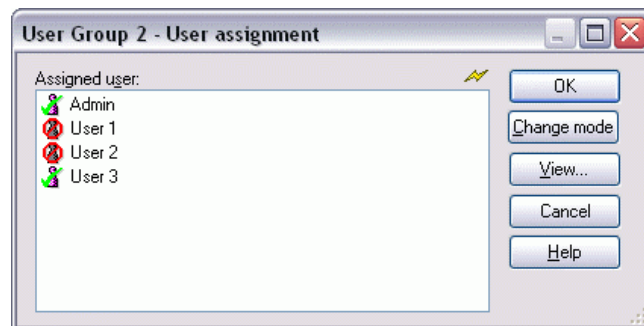 User Group 2 - User assignment
Assigned user:
Admin
User 1
User 2
User 3
OK
Change mode
View...
Cancel
Help